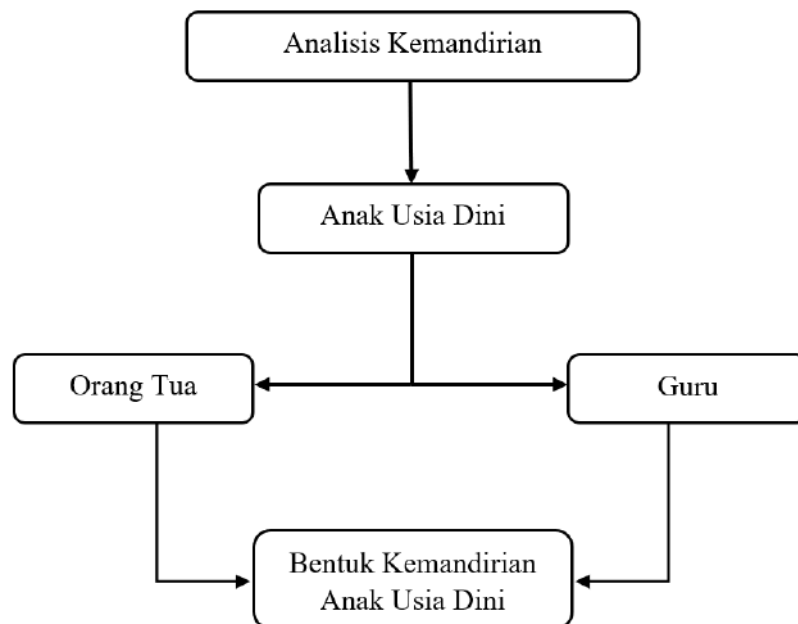 Analisis Kemandirian
Anak Usia Dini
Orang Tua
Guru
Bentuk Kemandirian
Anak Usia Dini